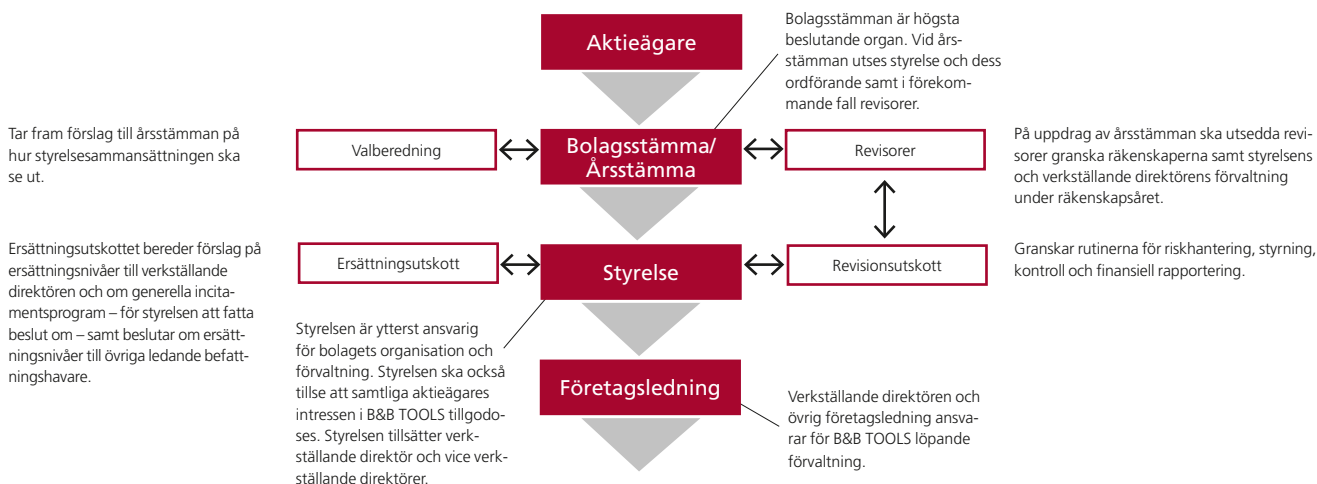 Aktieägare
Bolagsstämman är högsta
beslutande organ. Vid års-
stämman utses styrelse och dess
ordförande samt i förekom-
mande fall revisorer.
Tar fram förslag till årsstämman på
hur styrelsesammansättningen ska
se ut.
Valberedning
Bolagsstämma/
Årsstämma
Revisorer
På uppdrag av årsstämman ska utsedda revi-
sorer granska räkenskaperna samt styrelsens
och verkställande direktörens förvaltning
under räkenskapsåret.
Ersättningsutskottet bereder förslag på
ersättningsnivåer till verkställande
direktören och om generella incita-
mentsprogram – för styrelsen att fatta
beslut om – samt beslutar om ersätt-
ningsnivåer till övriga ledande befatt-
ningshavare.
Ersättningsutskott
Styrelse
Revisionsutskott
Granskar rutinerna för riskhantering, styrning,
kontroll och finansiell rapportering.
Styrelsen är ytterst ansvarig
för bolagets organisation och
förvaltning. Styrelsen ska också
tillse att samtliga aktieägares
intressen i B&B TOOLS tillgodo-
ses. Styrelsen tillsätter verk-
ställande direktör och vice verk-
ställande direktörer.
Företagsledning
Verkställande direktören och
övrig företagsledning ansva-
rar för B&B TOOLS löpande
förvaltning.